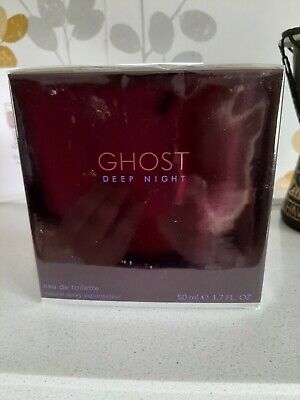 GHOST
DEEP NIGHT
eau de toilette
natural spray vaporisateur
50 ml e 1.7 FL. OZ